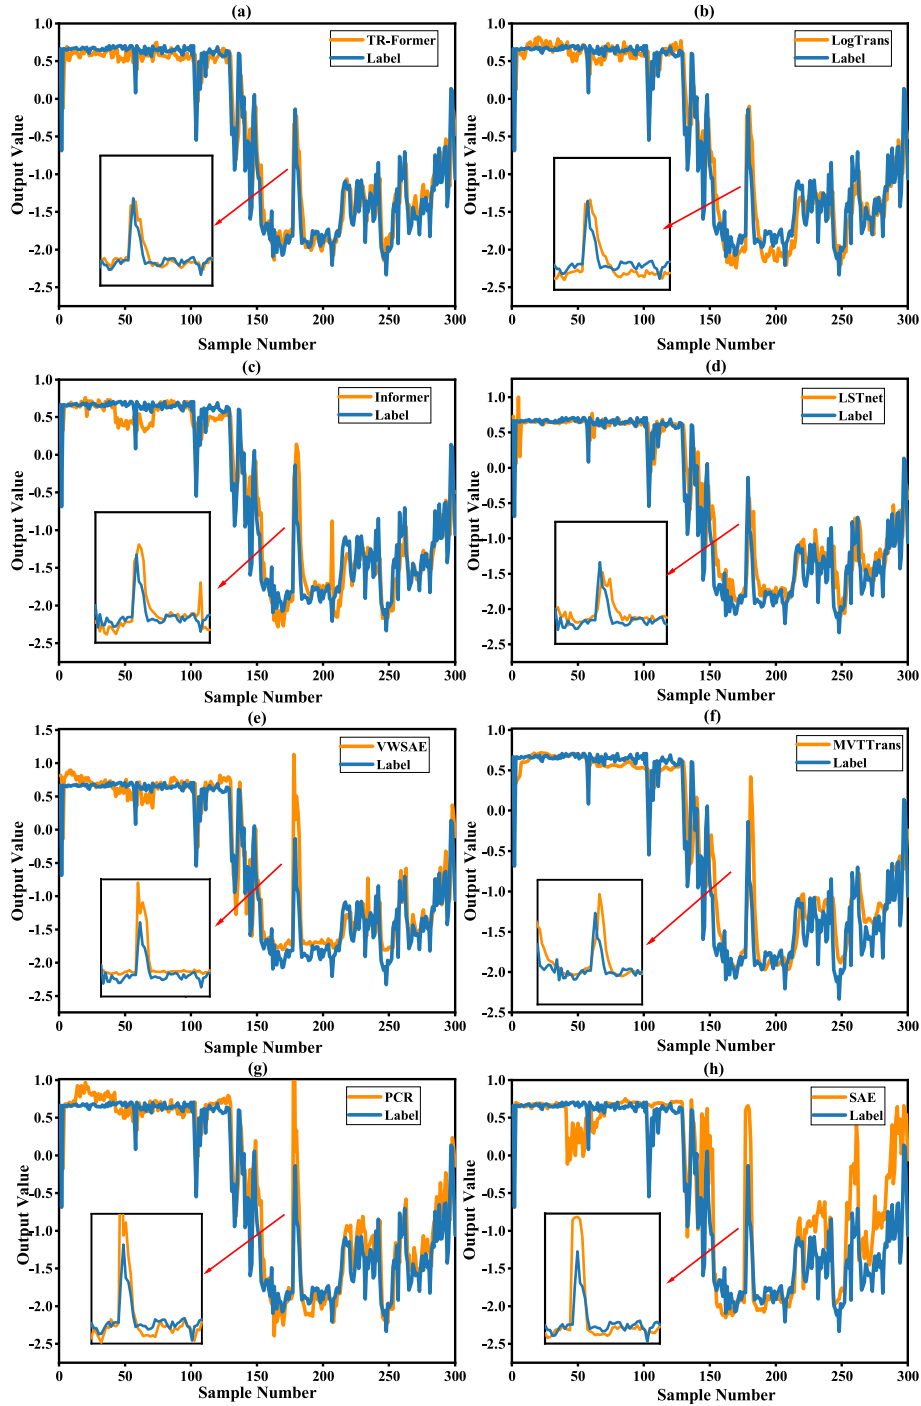 (a)
1.0
0.5
0.0
-0.5
-1.0
-1.5
-2.0
-2.5
Output Value
TR-Former
Label
0 50 100 150 200 250 300
Sample Number
(b)
1.0
0.5
0.0
-0.5
-1.0
-1.5
-2.0
-2.5
Output Value
LogTrans
Label
0 50 100 150 200 250 300
Sample Number
(c)
1.0
0.5
0.0
-0.5
-1.0
-1.5
-2.0
-2.5
Output Value
Informer
Label
0 50 100 150 200 250 300
Sample Number
(d)
1.0
0.5
0.0
-0.5
-1.0
-1.5
-2.0
-2.5
Output Value
LSTnet
Label
0 50 100 150 200 250 300
Sample Number
(e)
1.5
1.0
0.5
0.0
-0.5
-1.0
-1.5
-2.0
-2.5
Output Value
VWSAE
Label
0 50 100 150 200 250 300
Sample Number
(f)
1.0
0.5
0.0
-0.5
-1.0
-1.5
-2.0
-2.5
Output Value
MVTTrans
Label
0 50 100 150 200 250 300
Sample Number
(g)
1.0
0.5
0.0
-0.5
-1.0
-1.5
-2.0
-2.5
Output Value
PCR
Label
0 50 100 150 200 250 300
Sample Number
(h)
1.0
0.5
0.0
-0.5
-1.0
-1.5
-2.0
-2.5
Output Value
SAE
Label
0 50 100 150 200 250 300
Sample Number